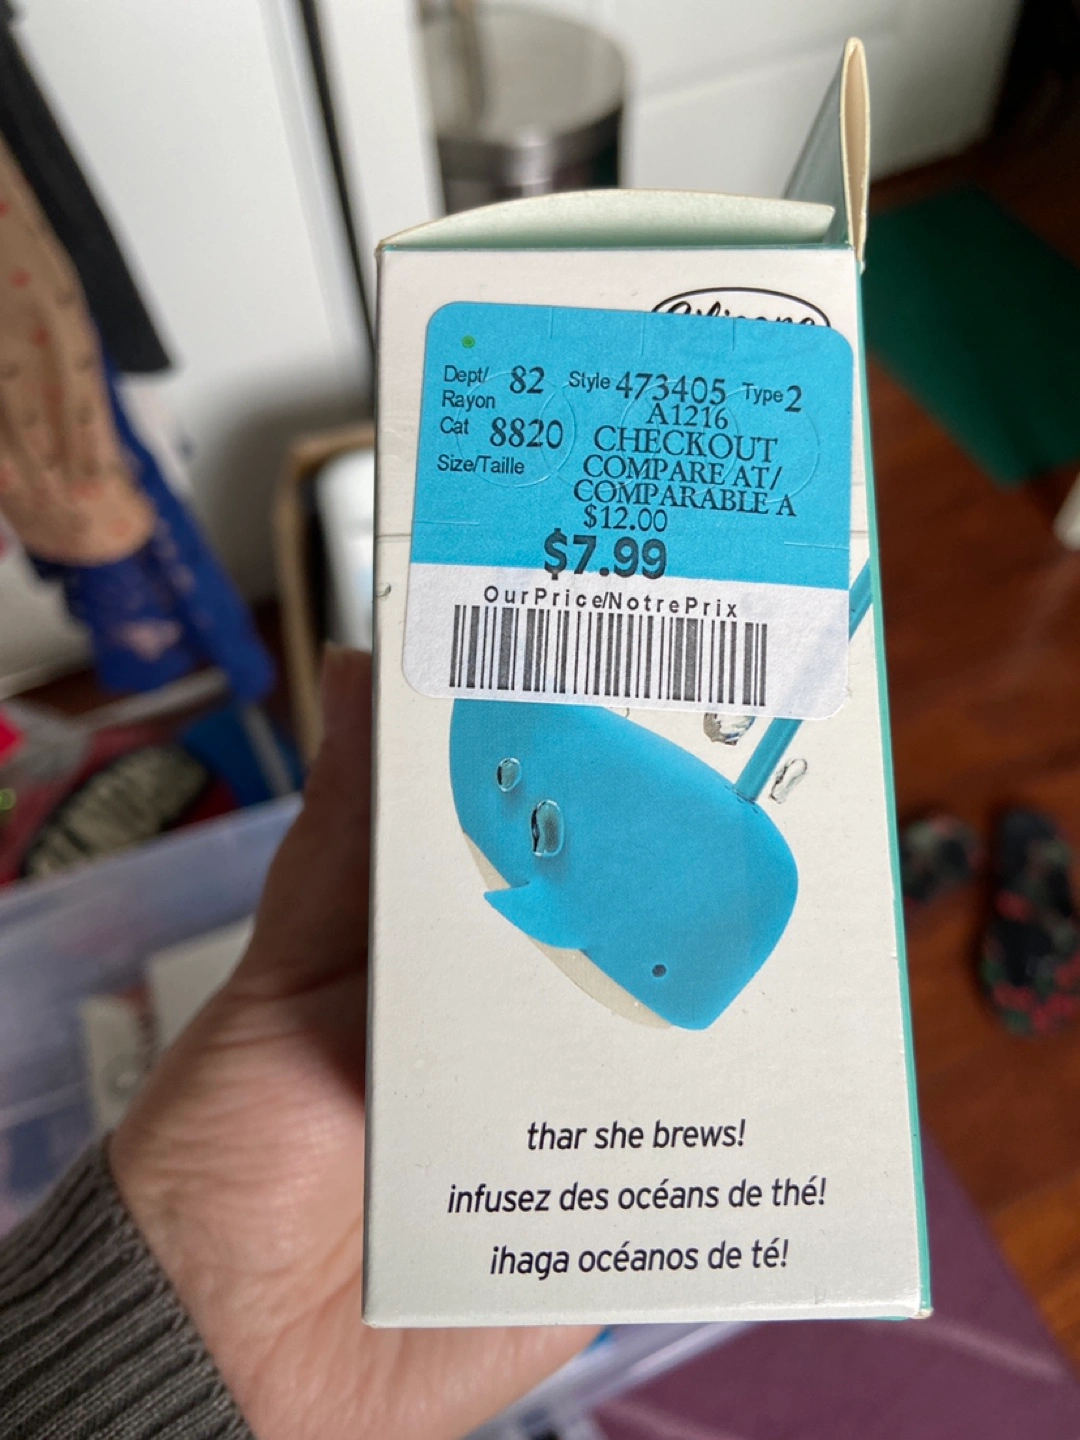 Dept/ Rayon 82 Style 473405 Type 2
A1216
Cat 8820 CHECKOUT
Size/Taille COMPARE AT/
COMPARABLE A
$12.00
$7.99
OurPrice/NotrePrix
thar she brews!
infusez des océans de thé!
¡haga océanos de té!